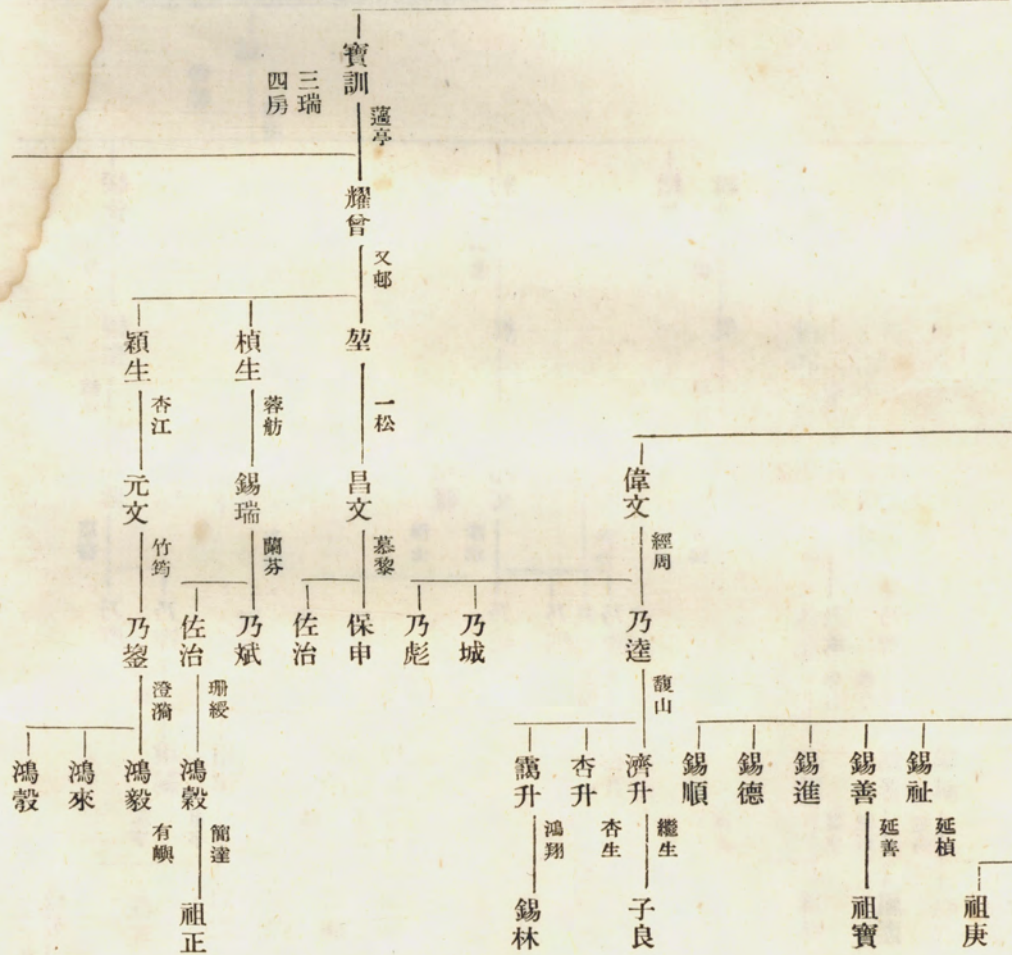 寶訓
三瑞
四房
薳亭
耀曾
又邨
堃
楨生
穎生
一松
蓉舫
杏江
偉文
昌文
錫瑞
元文
經周
慕黎
蘭芬
竹筠
乃逵
乃城
乃彪
保申
佐治
乃斌
佐治
乃鋆
馥山
珊綬
澄漪
錫祉
錫善
錫進
錫德
錫順
濟升
杏升
靄升
鴻穀
鴻毅
鴻來
鴻彀
延楨
延善
繼生
杏生
鴻翔
簡達
有嶼
祖庚
祖寶
子良
錫林
祖正